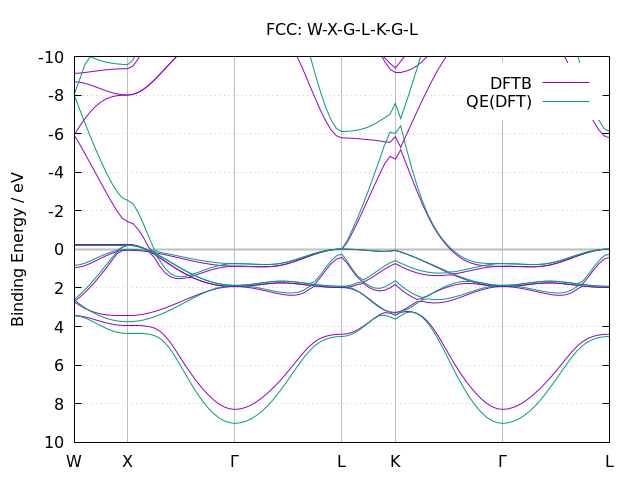 FCC: W-X-G-L-K-G-L
-10
DFTB
-8
QE(DFT)
-6
-4
-2
0
2
4
6
8
10
Binding Energy / eV
W X Γ L K Γ L